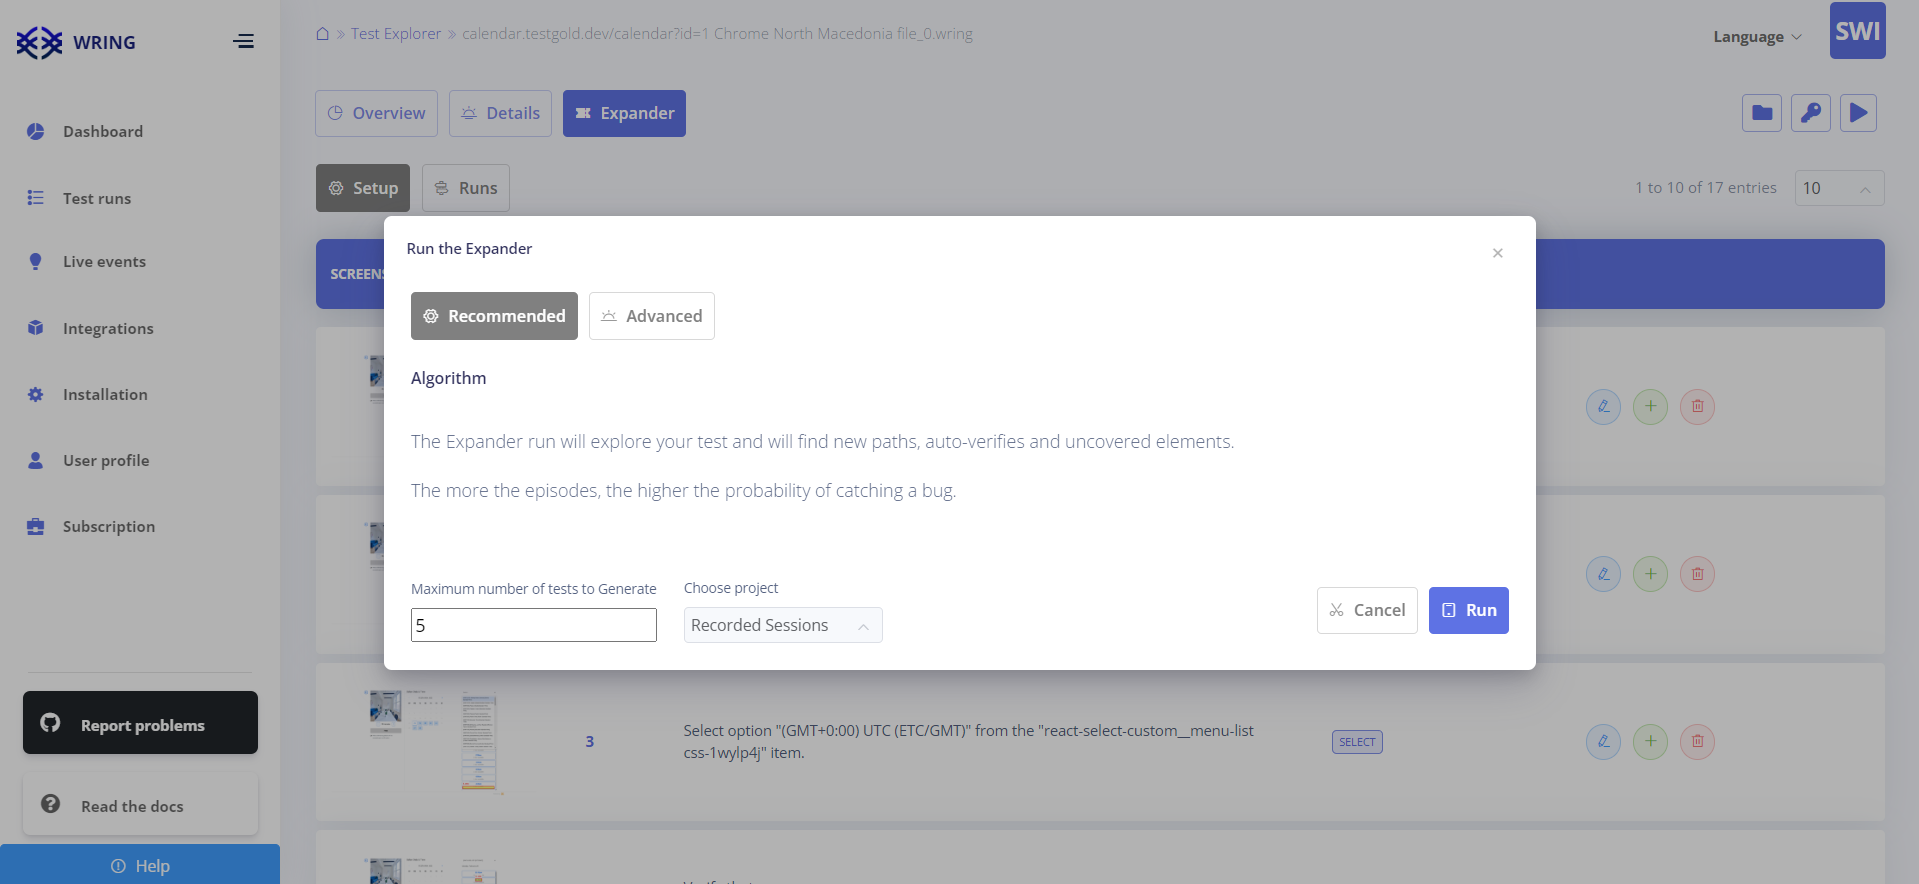 WRING
Test Explorer calendar.testgold.dev/calendar?id=1 Chrome North Macedonia file_0.wring
Language
SWI
Dashboard
Test runs
Live events
Integrations
Installation
User profile
Subscription
Report problems
Read the docs
Help
Overview
Details
Expander
Setup
Runs
1 to 10 of 17 entries
10
Run the Expander
×
Recommended
Advanced
Algorithm
The Expander run will explore your test and will find new paths, auto-verifies and uncovered elements.
The more the episodes, the higher the probability of catching a bug.
Maximum number of tests to Generate
5
Choose project
Recorded Sessions
Cancel
Run
3
Select option "(GMT+0:00) UTC (ETC/GMT)" from the "react-select-custom__menu-list
css-1wylp4j" item.
SELECT